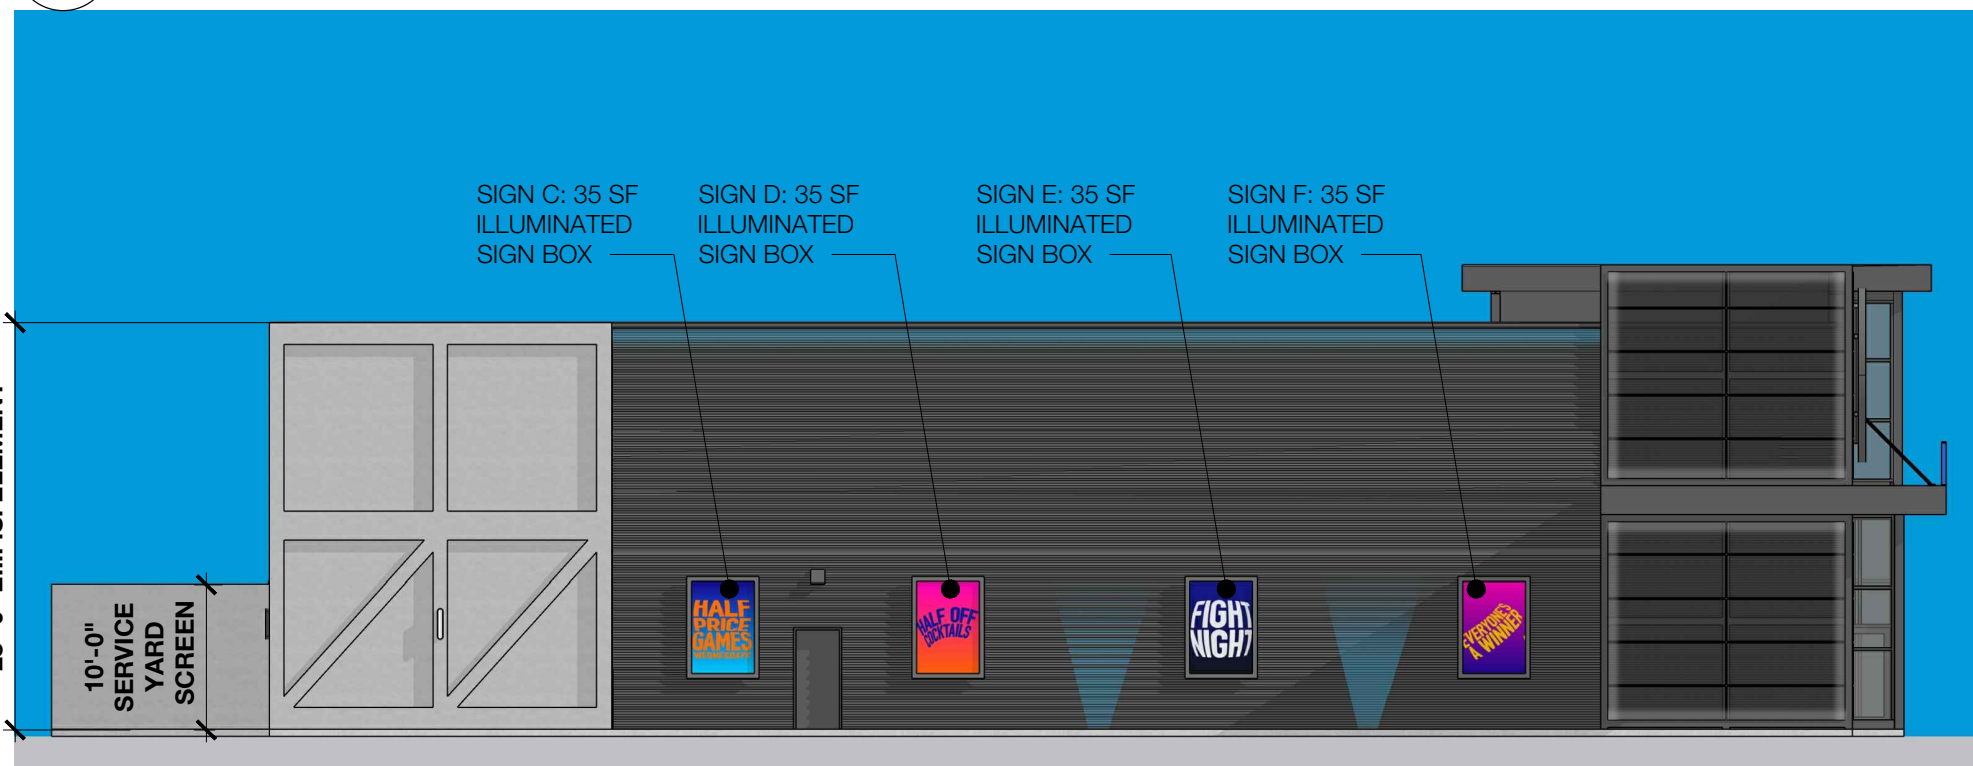 SIGN C: 35 SF
ILLUMINATED
SIGN BOX
SIGN D: 35 SF
ILLUMINATED
SIGN BOX
SIGN E: 35 SF
ILLUMINATED
SIGN BOX
SIGN F: 35 SF
ILLUMINATED
SIGN BOX
10'-0"
SERVICE
YARD
SCREEN
HALF
PRICE
GAMES
WEDNESDAYS
HALF OFF
COCKTAILS
FIGHT
NIGHT
EVERYONES
A WINNER